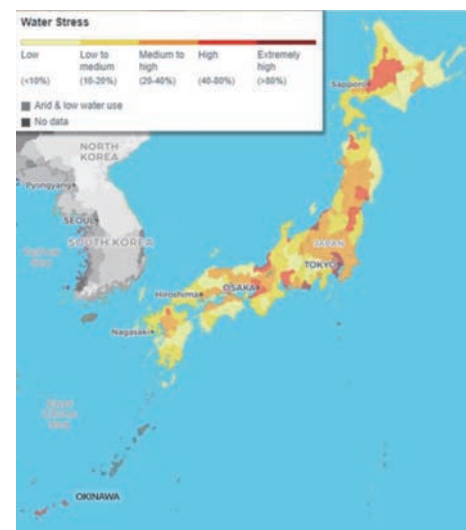 Water Stress
Low Low to medium Medium to high High Extremely high
(<10%) (10-20%) (20-40%) (40-80%) (>80%)
Arid & low water use
No data
Sapporo
NORTH
KOREA
Pyongyang
SEOUL
SOUTH KOREA
JAPAN
TOKYO
OSAKA
Hiroshima
Nagasaki
OKINAWA